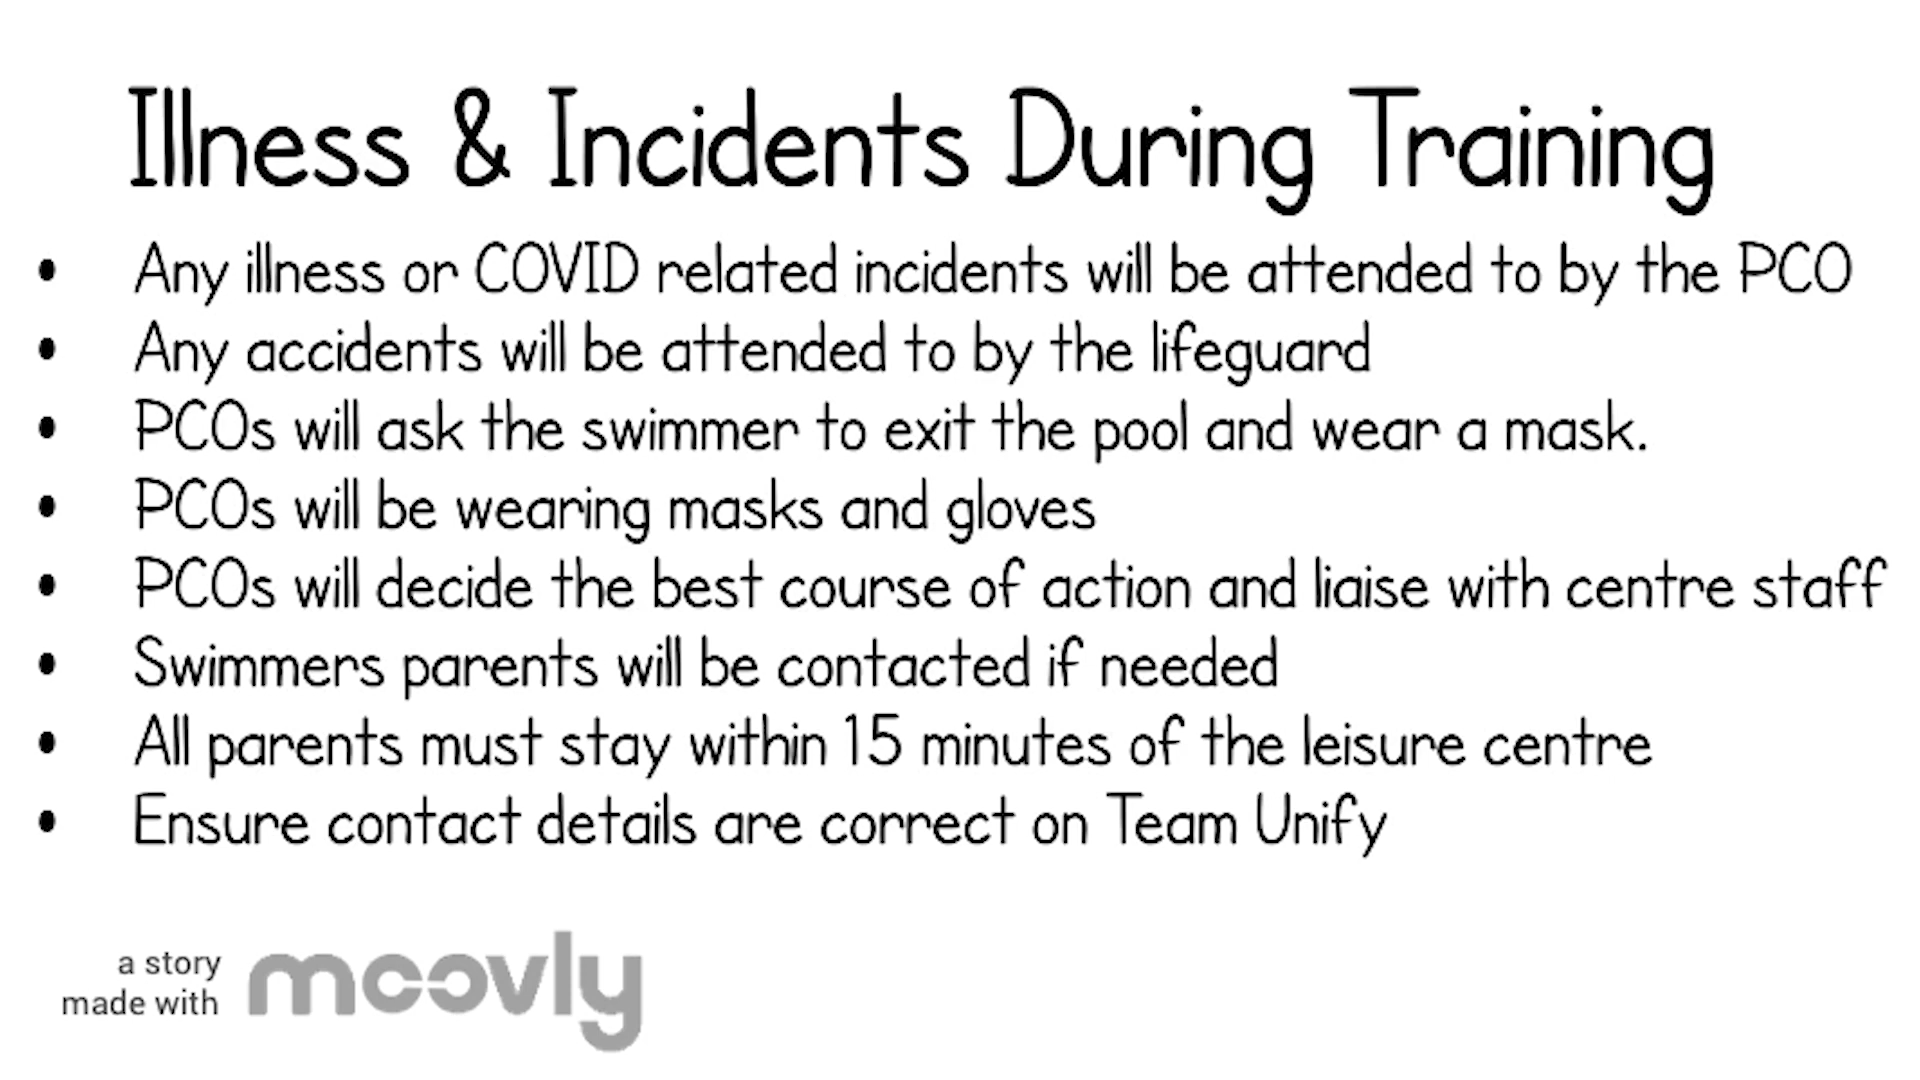 Illness & Incidents During Training
• Any illness or COVID related incidents will be attended to by the PCO
• Any accidents will be attended to by the lifeguard
• PCOs will ask the swimmer to exit the pool and wear a mask.
• PCOs will be wearing masks and gloves
• PCOs will decide the best course of action and liaise with centre staff
• Swimmers parents will be contacted if needed
• All parents must stay within 15 minutes of the leisure centre
• Ensure contact details are correct on Team Unify
a story
made with
moovly